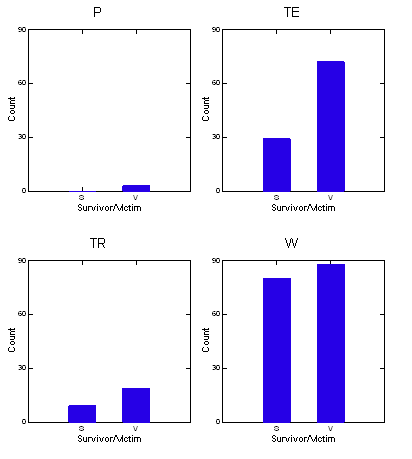 P
90
60
Count
30
0
S V
Survivor/Victim
TE
90
60
Count
30
0
S V
Survivor/Victim
TR
90
60
Count
30
0
S V
Survivor/Victim
W
90
60
Count
30
0
S V
Survivor/Victim